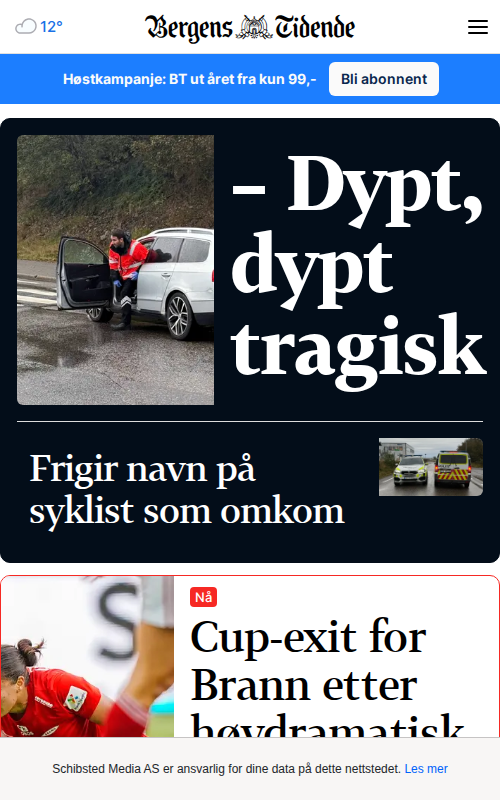 12°
Bergens Tidende
Høstkampanje: BT ut året fra kun 99,-
Bli abonnent
– Dypt,
dypt
tragisk
Frigir navn på
syklist som omkom
Nå
Cup-exit for
Brann etter
høydramatisk
Schibsted Media AS er ansvarlig for dine data på dette nettstedet. Les mer